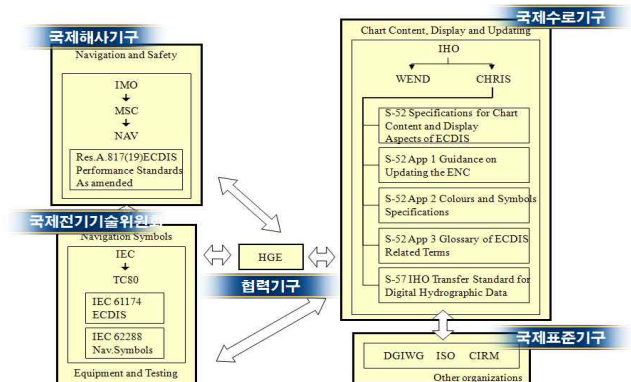 국제해사기구
Navigation and Safety
IMO
MSC
NAV
Res.A.817(19)ECDIS
Performance Standards
As amended
국제전기기술위원회
Navigation Symbols
IEC
TC80
IEC 61174
ECDIS
IEC 62288
Nav.Symbols
Equipment and Testing
HGE
협력기구
국제수로기구
Chart Content, Display and Updating
IHO
WEND CHRIS
S-52 Specifications for Chart
Content and Display
Aspects of ECDIS
S-52 App 1 Guidance on
Updating the ENC
S-52 App 2 Colours and Symbols
Specifications
S-52 App 3 Glossary of ECDIS
Related Terms
S-57 IHO Transfer Standard for
Digital Hydrographic Data
국제표준기구
DGIWG ISO CIRM
Other organizations